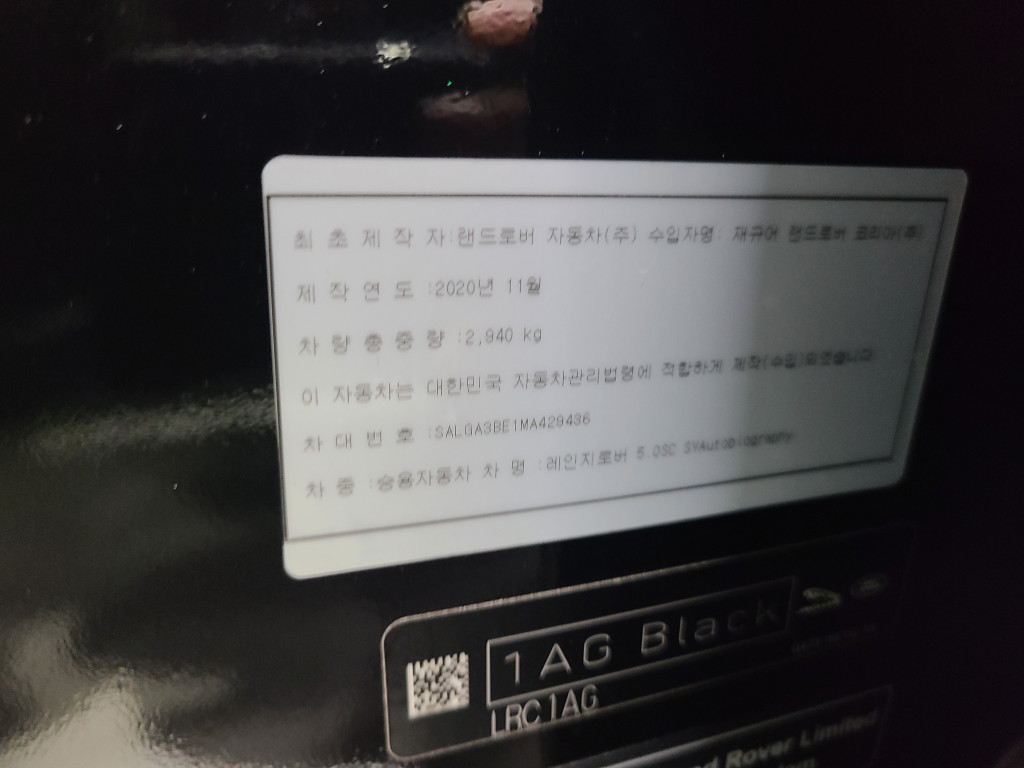 최 초 제 작 자:랜드로버 자동차(주) 수입자명: 재규어 랜드로버 코리아(주)
제 작 연 도 :2020년 11월
차 량 총 중 량 :2,940 kg
이 자동차는 대한민국 자동차관리법령에 적합하게 제작(수입)되었습니다.
차 대 번 호 :SALGA3BE1MA429436
차 종 :승용자동차 차 명 :레인지로버 5.0SC SVAutobiography
1AG Black
LRC1AG
Rover Limited